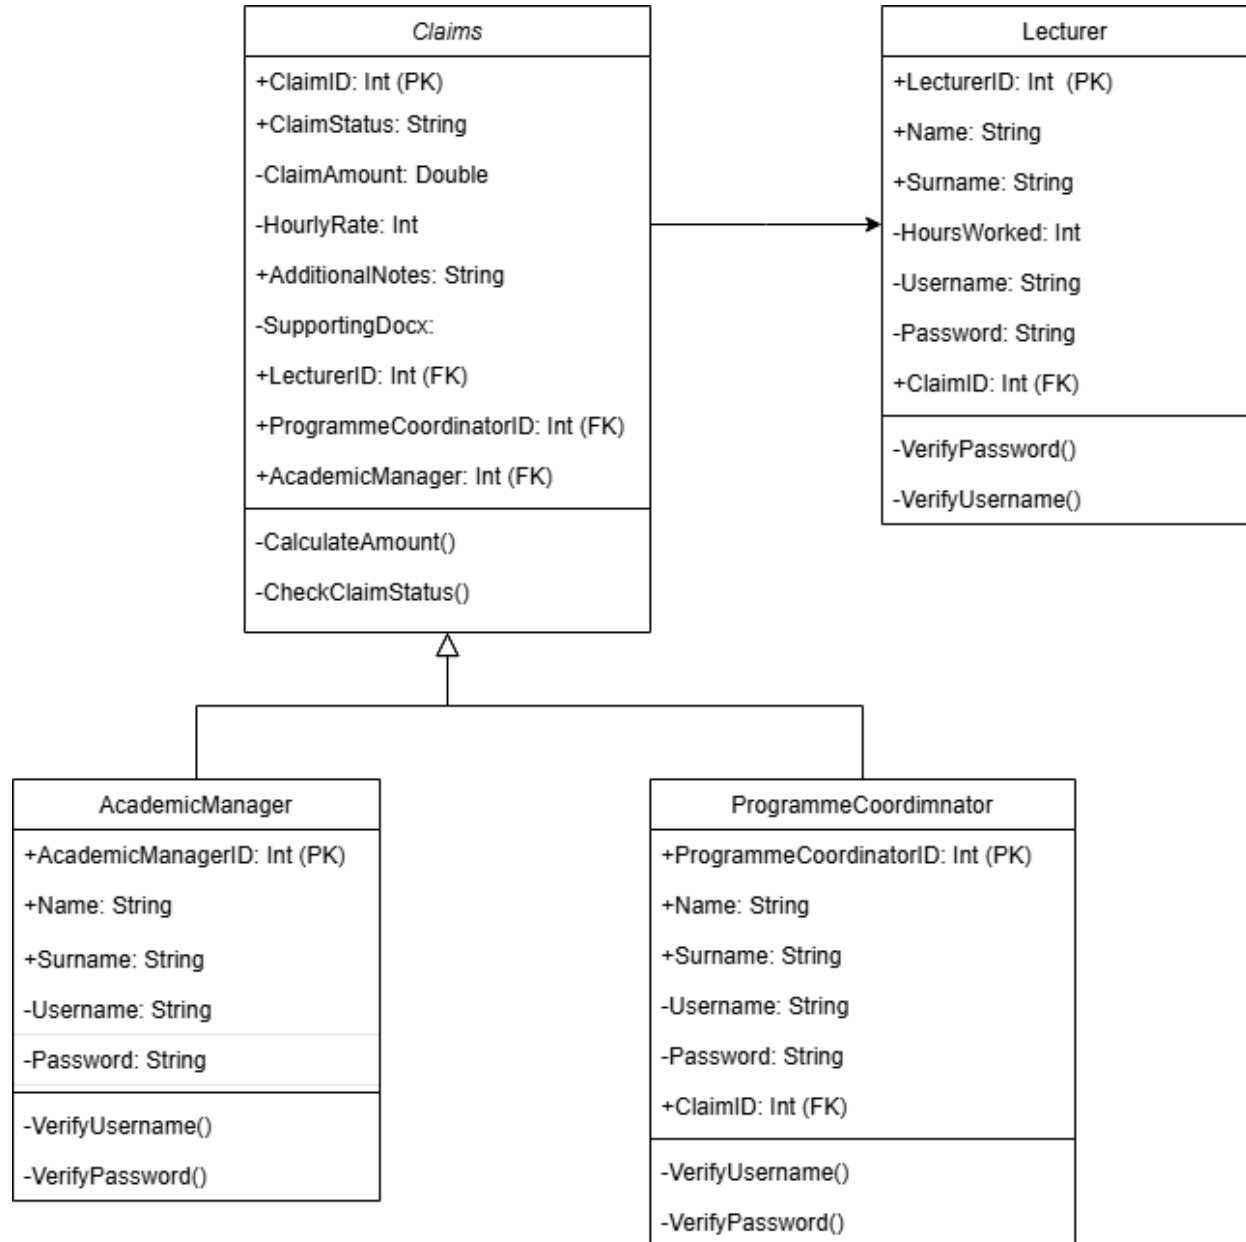 Claims
+ClaimID: Int (PK)
+ClaimStatus: String
-ClaimAmount: Double
-HourlyRate: Int
+AdditionalNotes: String
-SupportingDocx:
+LecturerID: Int (FK)
+ProgrammeCoordinatorID: Int (FK)
+AcademicManager: Int (FK)
-CalculateAmount()
-CheckClaimStatus()
Lecturer
+LecturerID: Int  (PK)
+Name: String
+Surname: String
-HoursWorked: Int
-Username: String
-Password: String
+ClaimID: Int (FK)
-VerifyPassword()
-VerifyUsername()
AcademicManager
+AcademicManagerID: Int (PK)
+Name: String
+Surname: String
-Username: String
-Password: String
-VerifyUsername()
-VerifyPassword()
ProgrammeCoordimnator
+ProgrammeCoordinatorID: Int (PK)
+Name: String
+Surname: String
-Username: String
-Password: String
+ClaimID: Int (FK)
-VerifyUsername()
-VerifyPassword()